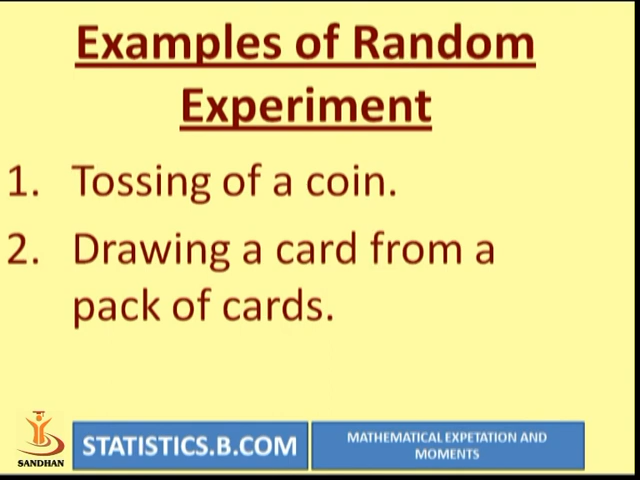 Examples of Random
Experiment
1. Tossing of a coin.
2. Drawing a card from a
pack of cards.
SANDHAN
STATISTICS.B.COM
MATHEMATICAL EXPETATION AND
MOMENTS